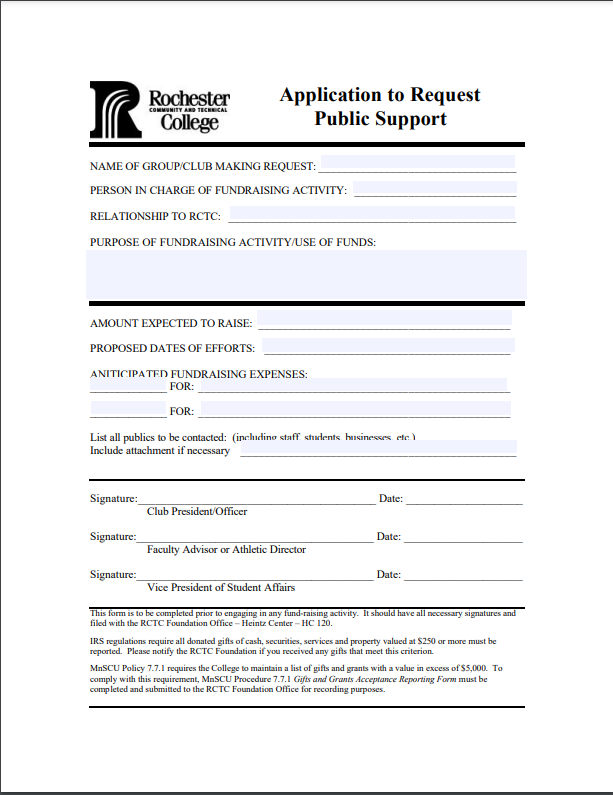 Rochester
COMMUNITY AND TECHNICAL
College
Application to Request
Public Support
NAME OF GROUP/CLUB MAKING REQUEST:
PERSON IN CHARGE OF FUNDRAISING ACTIVITY:
RELATIONSHIP TO RCTC:
PURPOSE OF FUNDRAISING ACTIVITY/USE OF FUNDS:
AMOUNT EXPECTED TO RAISE:
PROPOSED DATES OF EFFORTS:
ANITICIPATED FUNDRAISING EXPENSES:
FOR:
FOR:
List all publics to be contacted: (including staff, students, businesses, etc.)
Include attachment if necessary
Signature: Date:
Club President/Officer
Signature: Date:
Faculty Advisor or Athletic Director
Signature: Date:
Vice President of Student Affairs
This form is to be completed prior to engaging in any fund-raising activity. It should have all necessary signatures and
filed with the RCTC Foundation Office – Heintz Center – HC 120.
IRS regulations require all donated gifts of cash, securities, services and property valued at $250 or more must be
reported. Please notify the RCTC Foundation if you received any gifts that meet this criterion.
MnSCU Policy 7.7.1 requires the College to maintain a list of gifts and grants with a value in excess of $5,000. To
comply with this requirement, MnSCU Procedure 7.7.1 Gifts and Grants Acceptance Reporting Form must be
completed and submitted to the RCTC Foundation Office for recording purposes.